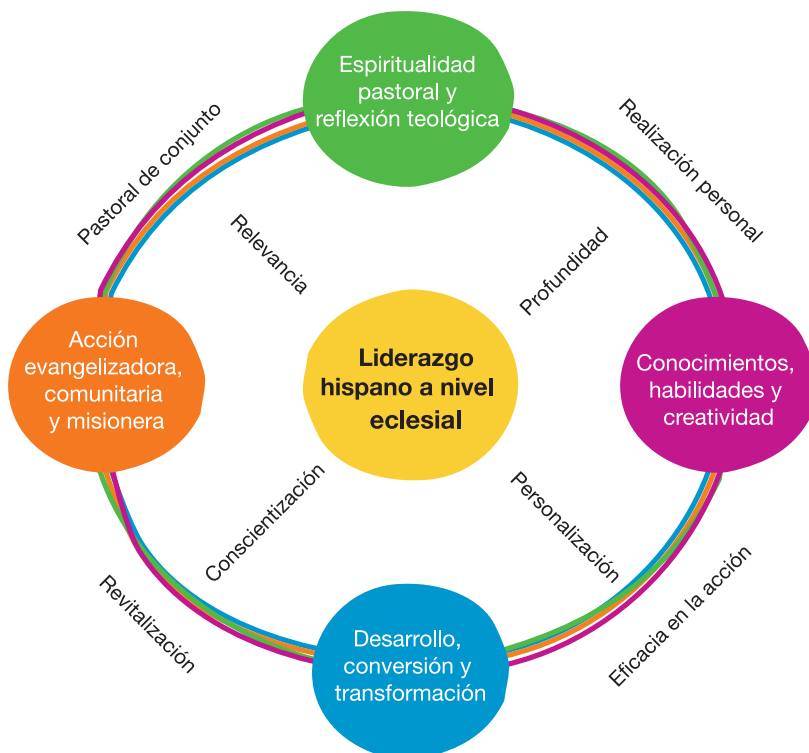 Espiritualidad
pastoral y
reflexión teológica
Pastoral de conjunto
Realización personal
Relevancia
Profundidad
Acción
evangelizadora,
comunitaria
y misionera
Liderazgo
hispano a nivel
eclesial
Conocimientos,
habilidades y
creatividad
Conscientización
Personalización
Revitalización
Eficacia en la acción
Desarrollo,
conversión y
transformación